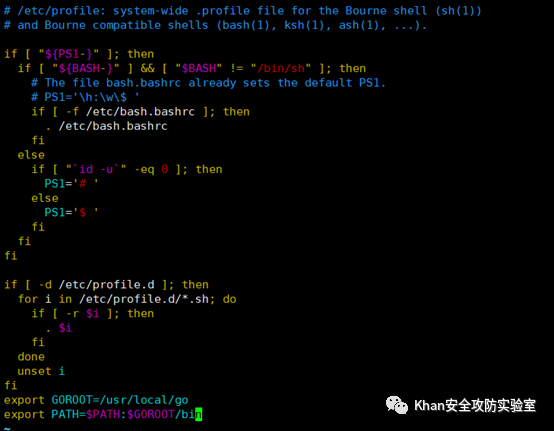 # /etc/profile: system-wide .profile file for the Bourne shell (sh(1))
# and Bourne compatible shells (bash(1), ksh(1), ash(1), ...).

if [ "${PS1-}" ]; then
  if [ "${BASH-}" ] && [ "$BASH" != "/bin/sh" ]; then
    # The file bash.bashrc already sets the default PS1.
    # PS1='\h:\w\$ '
    if [ -f /etc/bash.bashrc ]; then
      . /etc/bash.bashrc
    fi
  else
    if [ "`id -u`" -eq 0 ]; then
      PS1='# '
    else
      PS1='$ '
    fi
  fi
fi

if [ -d /etc/profile.d ]; then
  for i in /etc/profile.d/*.sh; do
    if [ -r $i ]; then
      . $i
    fi
  done
  unset i
fi
export GOROOT=/usr/local/go
export PATH=$PATH:$GOROOT/bin
~
Khan安全攻防实验室